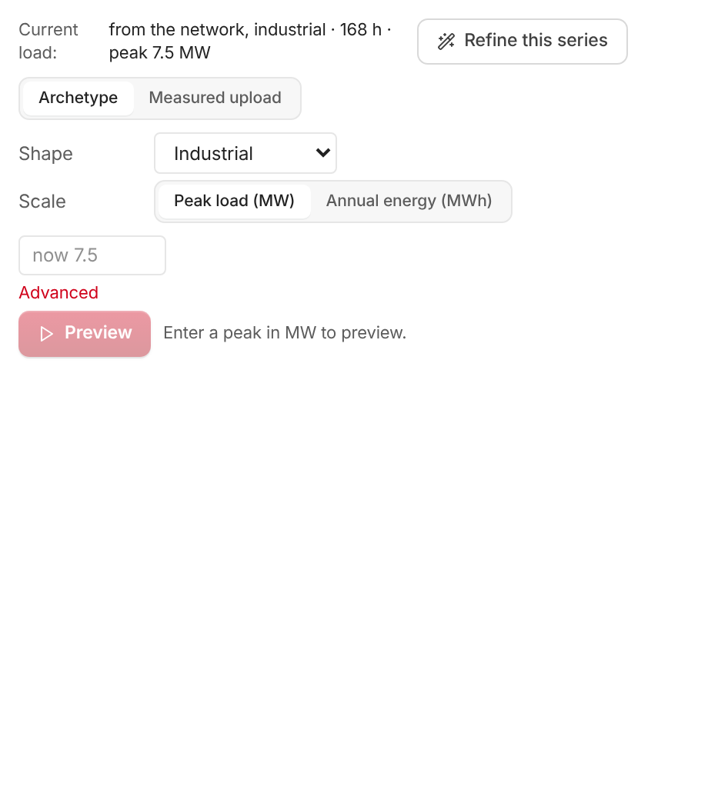 Current load:
from the network, industrial · 168 h · peak 7.5 MW
Refine this series
Archetype
Measured upload
Shape
Industrial
Scale
Peak load (MW)
Annual energy (MWh)
now 7.5
Advanced
Preview
Enter a peak in MW to preview.